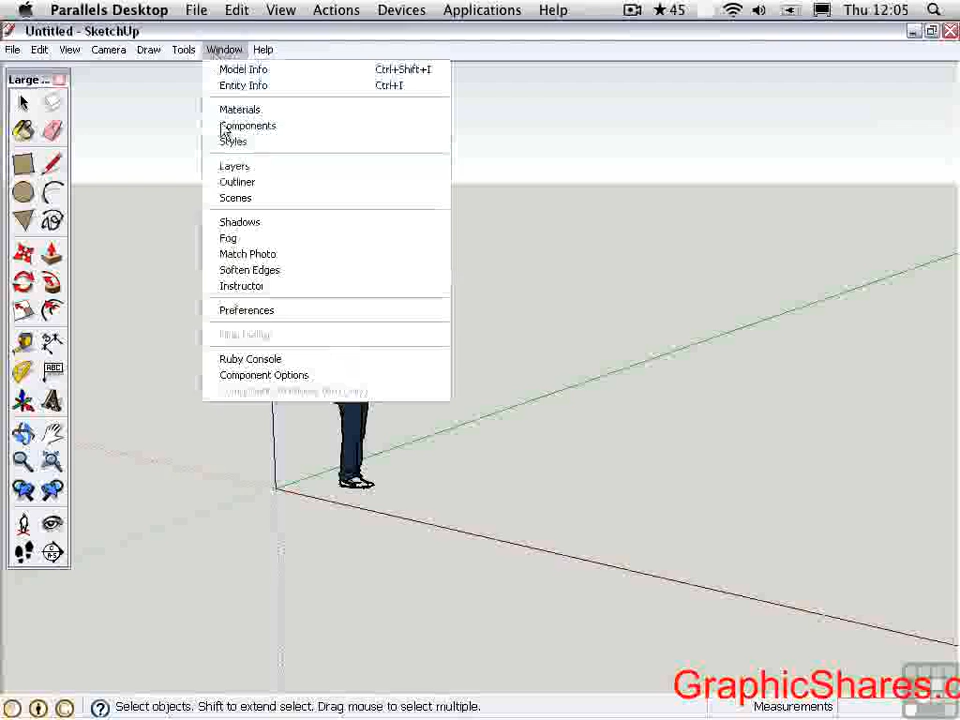 Parallels Desktop File Edit View Actions Devices Applications Help 45 Thu 12:05
Untitled - SketchUp
File Edit View Camera Draw Tools Window Help
Large ...
Model Info Ctrl+Shift+I
Entity Info Ctrl+I
Materials
Components
Styles
Layers
Outliner
Scenes
Shadows
Fog
Match Photo
Soften Edges
Instructor
Preferences
Ruby Console
Component Options
ABC
Select objects. Shift to extend select. Drag mouse to select multiple. Measurements
GraphicShares.c